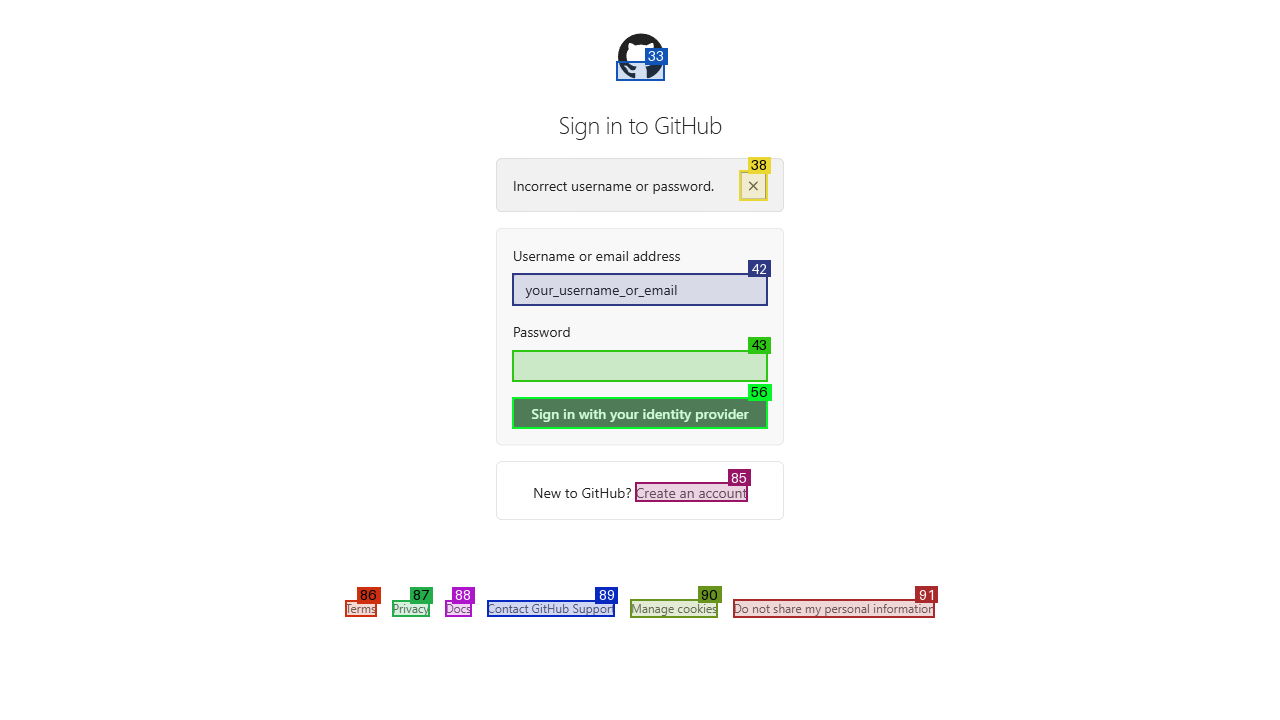 33
Sign in to GitHub
38
Incorrect username or password.
×
Username or email address
42
your_username_or_email
Password
43
56
Sign in with your identity provider
85
New to GitHub? Create an account
86 87 88 89 90 91
Terms Privacy Docs Contact GitHub Support Manage cookies Do not share my personal information